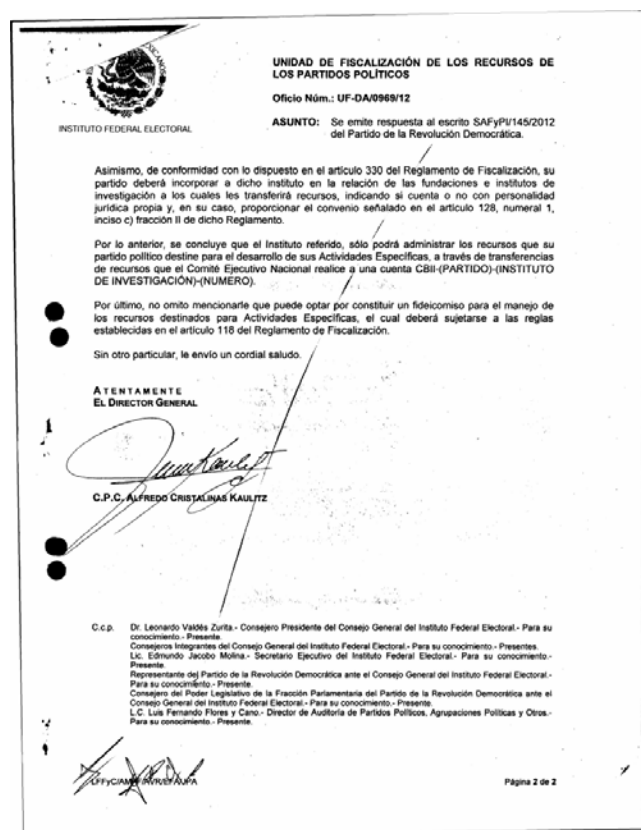 UNIDAD DE FISCALIZACIÓN DE LOS RECURSOS DE
LOS PARTIDOS POLÍTICOS
Oficio Núm.: UF-DA/0969/12
INSTITUTO FEDERAL ELECTORAL
ASUNTO: Se emite respuesta al escrito SAFyPI/145/2012
del Partido de la Revolución Democrática.
Asimismo, de conformidad con lo dispuesto en el artículo 330 del Reglamento de Fiscalización, su
partido deberá incorporar a dicho instituto en la relación de las fundaciones e institutos de
investigación a los cuales les transferirá recursos, indicando si cuenta o no con personalidad
jurídica propia y, en su caso, proporcionar el convenio señalado en el artículo 128, numeral 1,
inciso c) fracción II de dicho Reglamento.
Por lo anterior, se concluye que el Instituto referido, sólo podrá administrar los recursos que su
partido político destine para el desarrollo de sus Actividades Específicas, a través de transferencias
de recursos que el Comité Ejecutivo Nacional realice a una cuenta CBII-(PARTIDO)-(INSTITUTO
DE INVESTIGACIÓN)-(NUMERO).
Por último, no omito mencionarle que puede optar por constituir un fideicomiso para el manejo de
los recursos destinados para Actividades Específicas, el cual deberá sujetarse a las reglas
establecidas en el artículo 118 del Reglamento de Fiscalización.
Sin otro particular, le envío un cordial saludo.
ATENTAMENTE
EL DIRECTOR GENERAL
C.P.C. ALFREDO CRISTALINAS KAULITZ
C.c.p. Dr. Leonardo Valdés Zurita.- Consejero Presidente del Consejo General del Instituto Federal Electoral.- Para su
conocimiento.- Presente.
Consejeros Integrantes del Consejo General del Instituto Federal Electoral.- Para su conocimiento.- Presentes.
Lic. Edmundo Jacobo Molina.- Secretario Ejecutivo del Instituto Federal Electoral.- Para su conocimiento.-
Presente.
Representante del Partido de la Revolución Democrática ante el Consejo General del Instituto Federal Electoral.-
Para su conocimiento.- Presente.
Consejero del Poder Legislativo de la Fracción Parlamentaria del Partido de la Revolución Democrática ante el
Consejo General del Instituto Federal Electoral.- Para su conocimiento.- Presente.
L.C. Luis Fernando Flores y Cano.- Director de Auditoría de Partidos Políticos, Agrupaciones Políticas y Otros.-
Para su conocimiento.- Presente.
Página 2 de 2